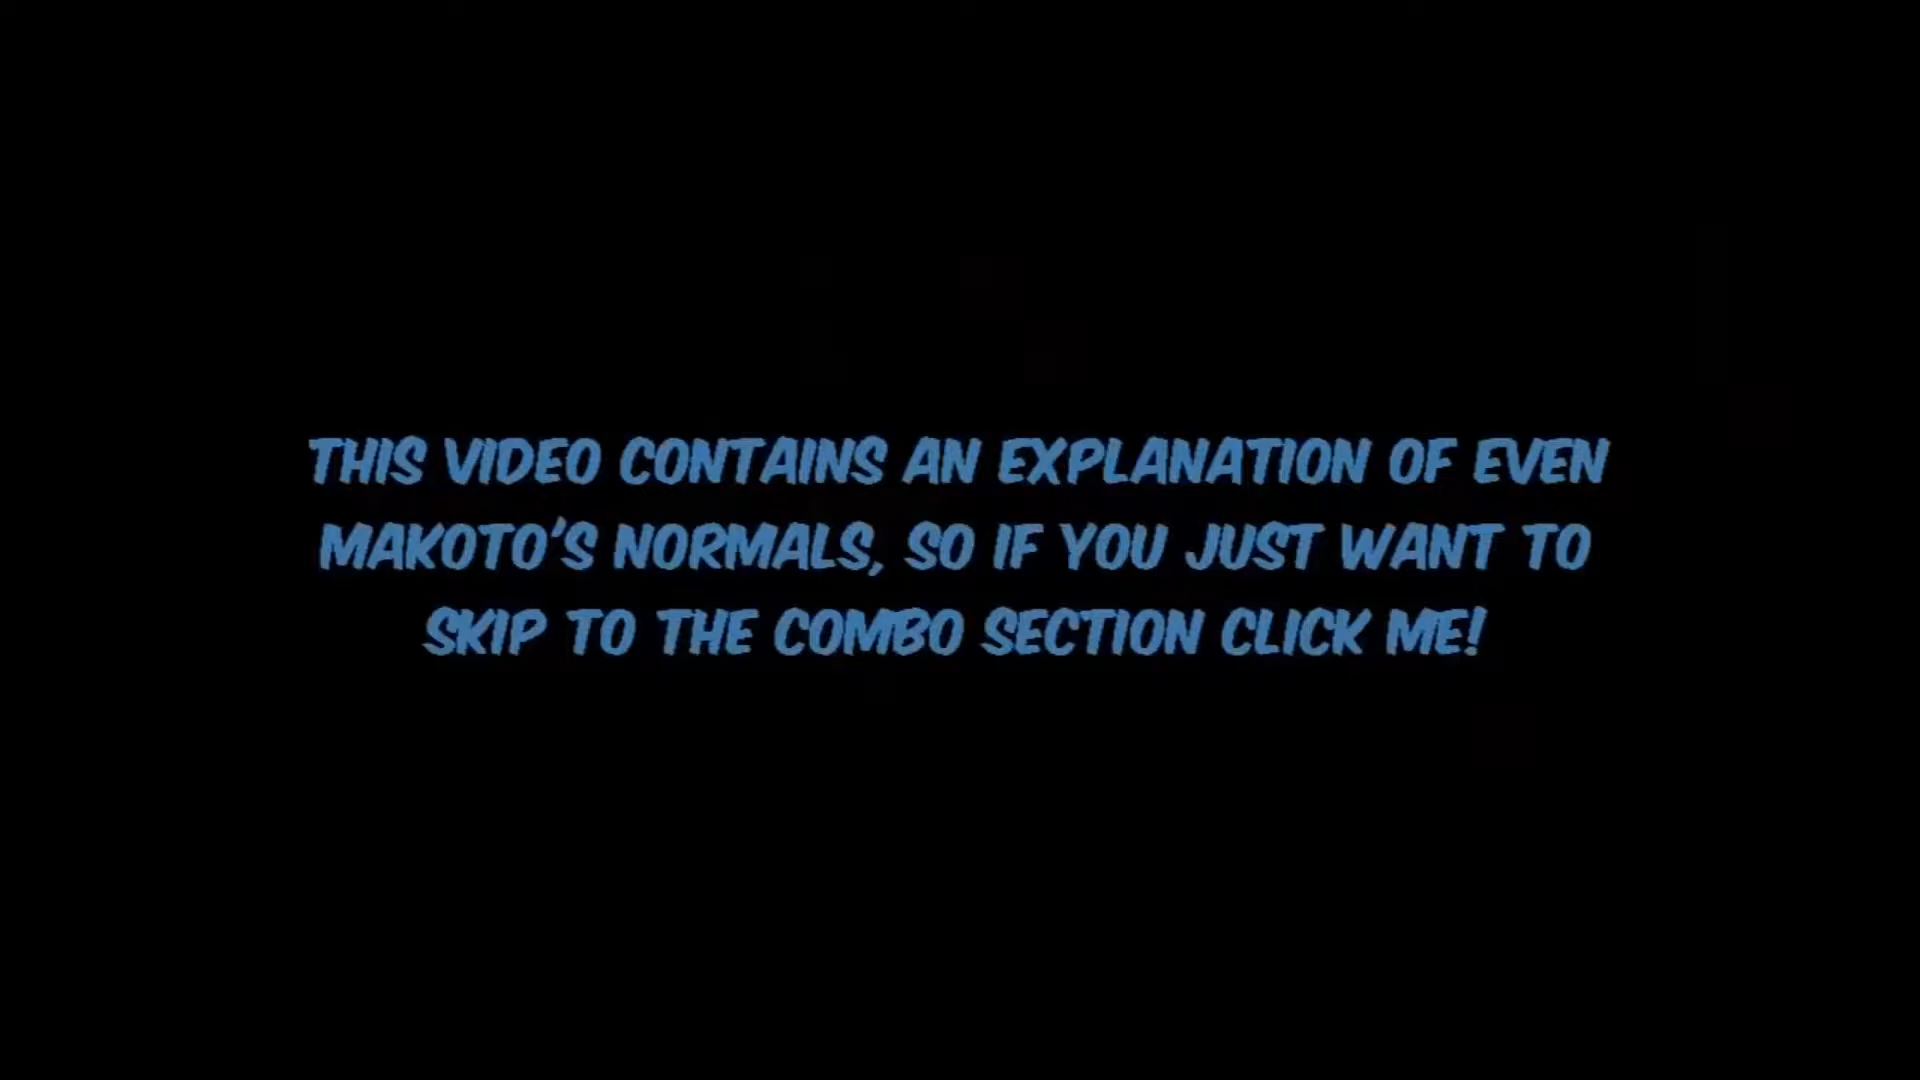 THIS VIDEO CONTAINS AN EXPLANATION OF EVEN
MAKOTO'S NORMALS, SO IF YOU JUST WANT TO
SKIP TO THE COMBO SECTION CLICK ME!